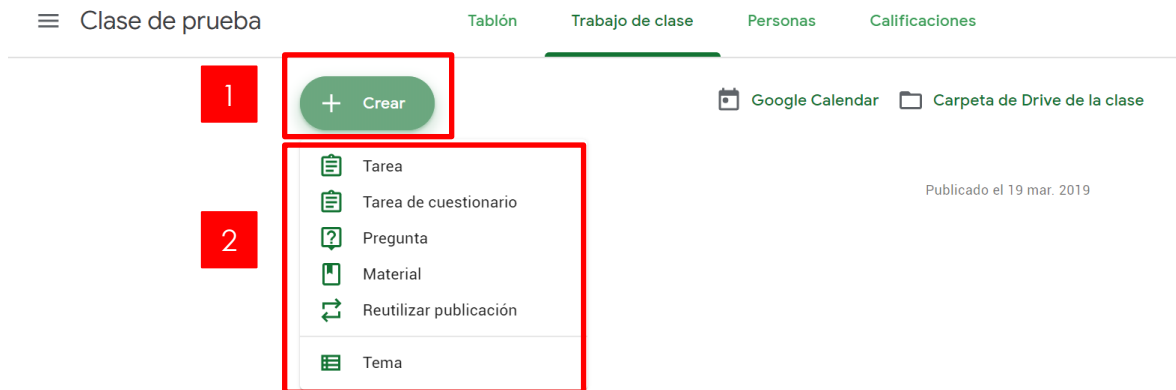 Clase de prueba
Tablón
Trabajo de clase
Personas
Calificaciones
1
Crear
Google Calendar
Carpeta de Drive de la clase
2
Tarea
Tarea de cuestionario
Pregunta
Material
Reutilizar publicación
Tema
Publicado el 19 mar. 2019